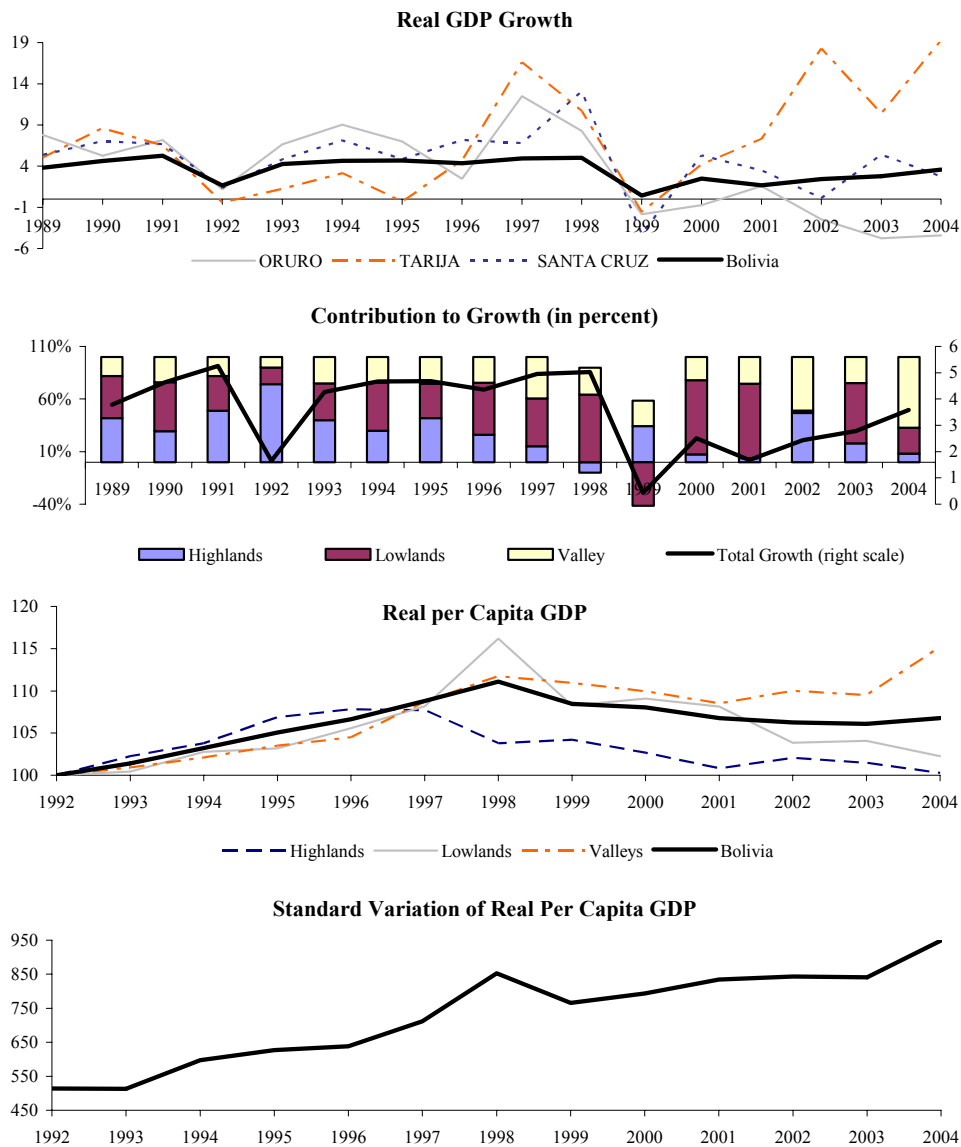 Real GDP Growth
19
14
9
4
-1
-6
1989 1990 1991 1992 1993 1994 1995 1996 1997 1998 1999 2000 2001 2002 2003 2004
ORURO TARIJA SANTA CRUZ Bolivia
Contribution to Growth (in percent)
110% 6
5
60% 4
3
10% 2
1
-40% 0
1989 1990 1991 1992 1993 1994 1995 1996 1997 1998 1999 2000 2001 2002 2003 2004
Highlands Lowlands Valley Total Growth (right scale)
Real per Capita GDP
120
115
110
105
100
1992 1993 1994 1995 1996 1997 1998 1999 2000 2001 2002 2003 2004
Highlands Lowlands Valleys Bolivia
Standard Variation of Real Per Capita GDP
950
850
750
650
550
450
1992 1993 1994 1995 1996 1997 1998 1999 2000 2001 2002 2003 2004